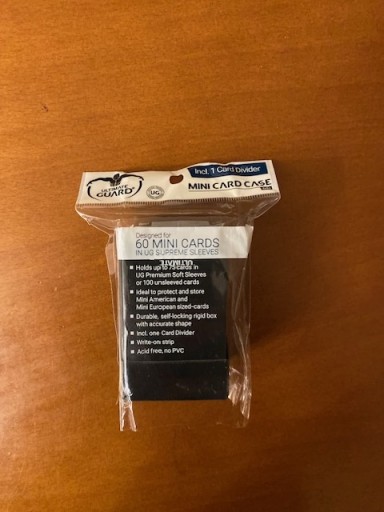 Incl. 1 Card Divider
ULTIMATE
GUARD
UG
MINI CARD CASE
Designed for
60 MINI CARDS
IN UG SUPREME SLEEVES
ULTIMATE
■ Holds up to 75 cards in
UG Premium Soft Sleeves
or 100 unsleeved cards
■ Ideal to protect and store
Mini American and
Mini European sized-cards
■ Durable, self-locking rigid box
with accurate shape
■ Incl. one Card Divider
■ Write-on strip
■ Acid free, no PVC